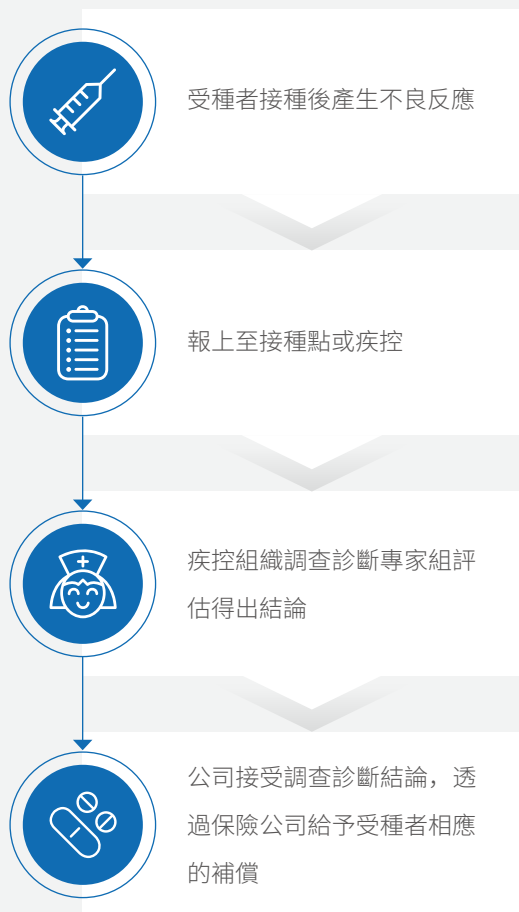 受種者接種後產生不良反應
報上至接種點或疾控
疾控組織調查診斷專家組評
估得出結論
公司接受調查診斷結論，透
過保險公司給予受種者相應
的補償